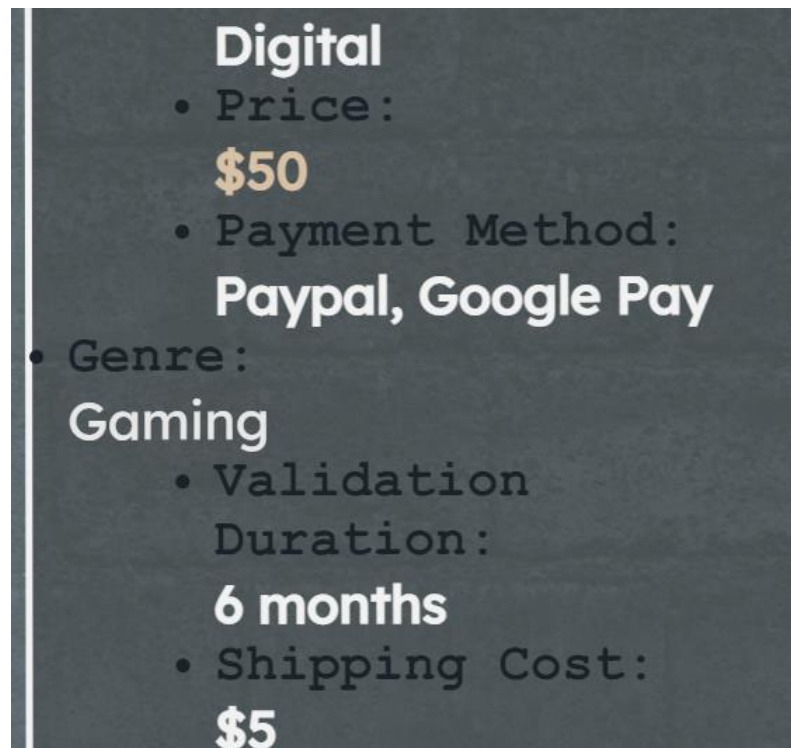 Digital
• Price:
$50
• Payment Method:
Paypal, Google Pay
• Genre:
Gaming
• Validation
Duration:
6 months
• Shipping Cost:
$5